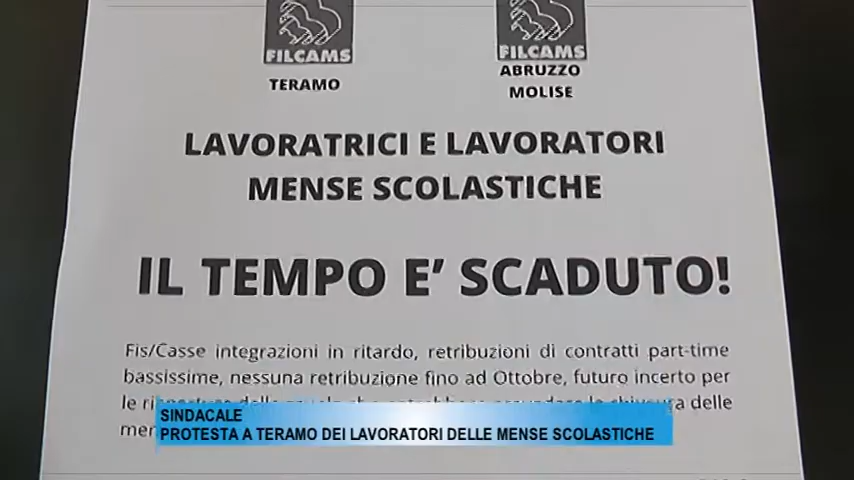 FILCAMS FILCAMS
TERAMO ABRUZZO
MOLISE
LAVORATRICI E LAVORATORI
MENSE SCOLASTICHE
IL TEMPO E' SCADUTO!
Fis/Casse integrazioni in ritardo, retribuzioni di contratti part-time
bassissime, nessuna retribuzione fino ad Ottobre, futuro incerto per
le delle
SINDACALE
PROTESTA A TERAMO DEI LAVORATORI DELLE MENSE SCOLASTICHE